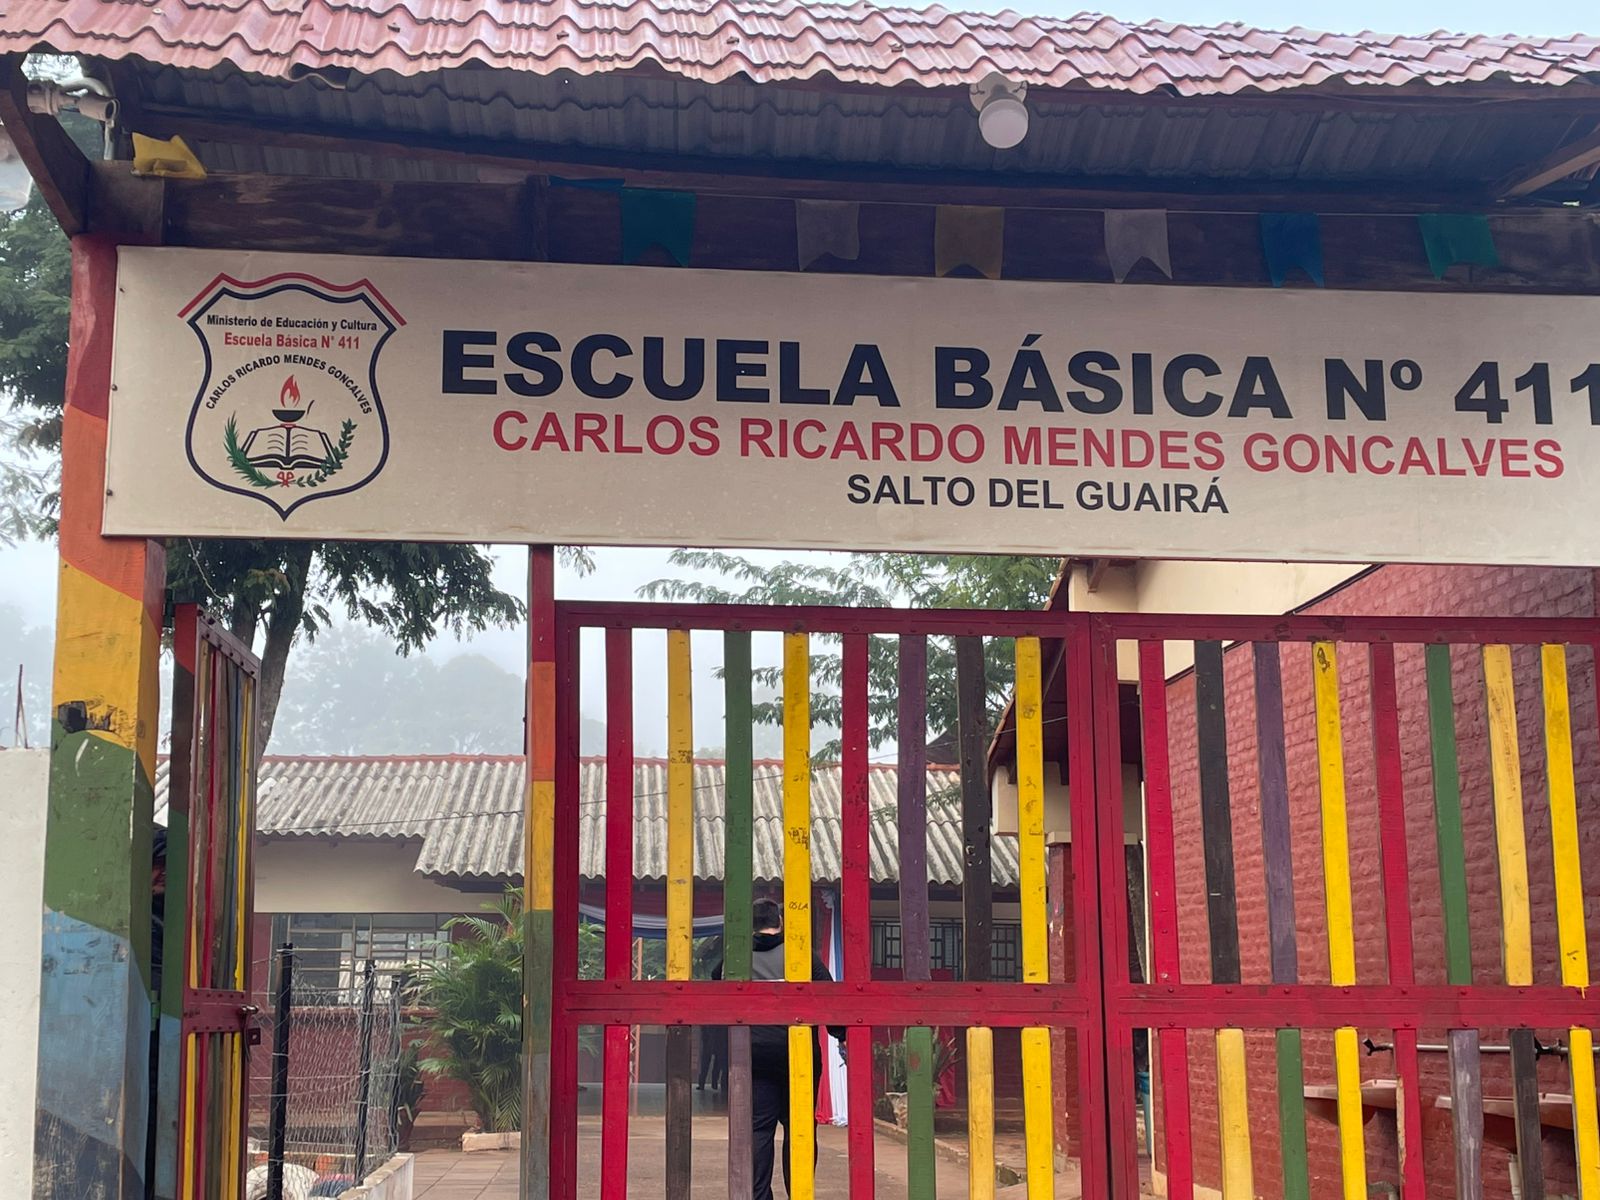 Ministerio de Educación y Cultura
Escuela Básica N° 411
CARLOS RICARDO MENDES GONCALVES
ESCUELA BÁSICA Nº 411
CARLOS RICARDO MENDES GONCALVES
SALTO DEL GUAIRÁ